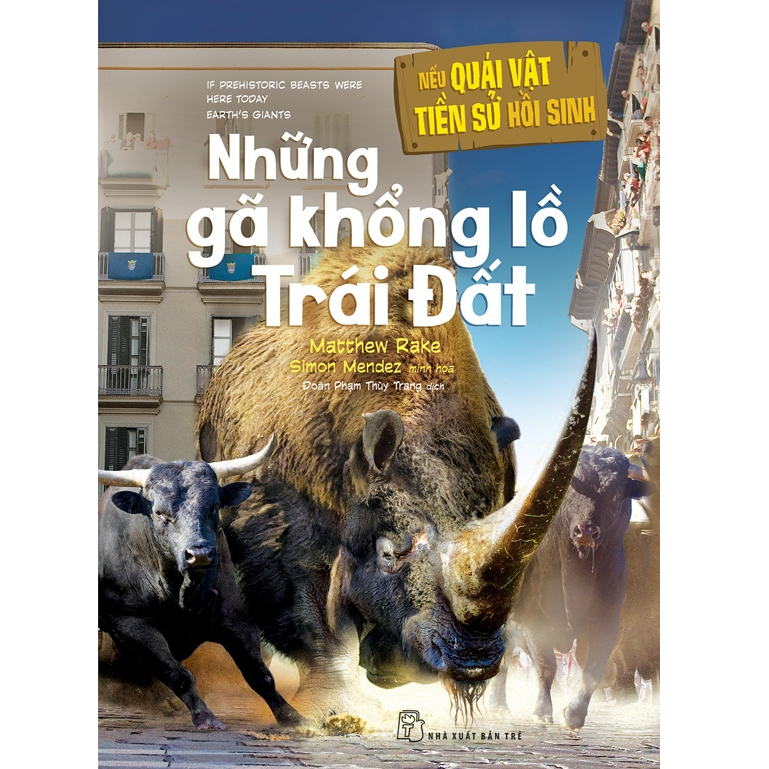 IF PREHISTORIC BEASTS WERE
HERE TODAY
EARTH'S GIANTS
NẾU QUÁI VẬT
TIỀN SỬ HỒI SINH
Những
gã khổng lồ
Trái Đất
Matthew Rake
Simon Mendez minh họa
Đoàn Phạm Thùy Trang dịch
NHÀ XUẤT BẢN TRẺ